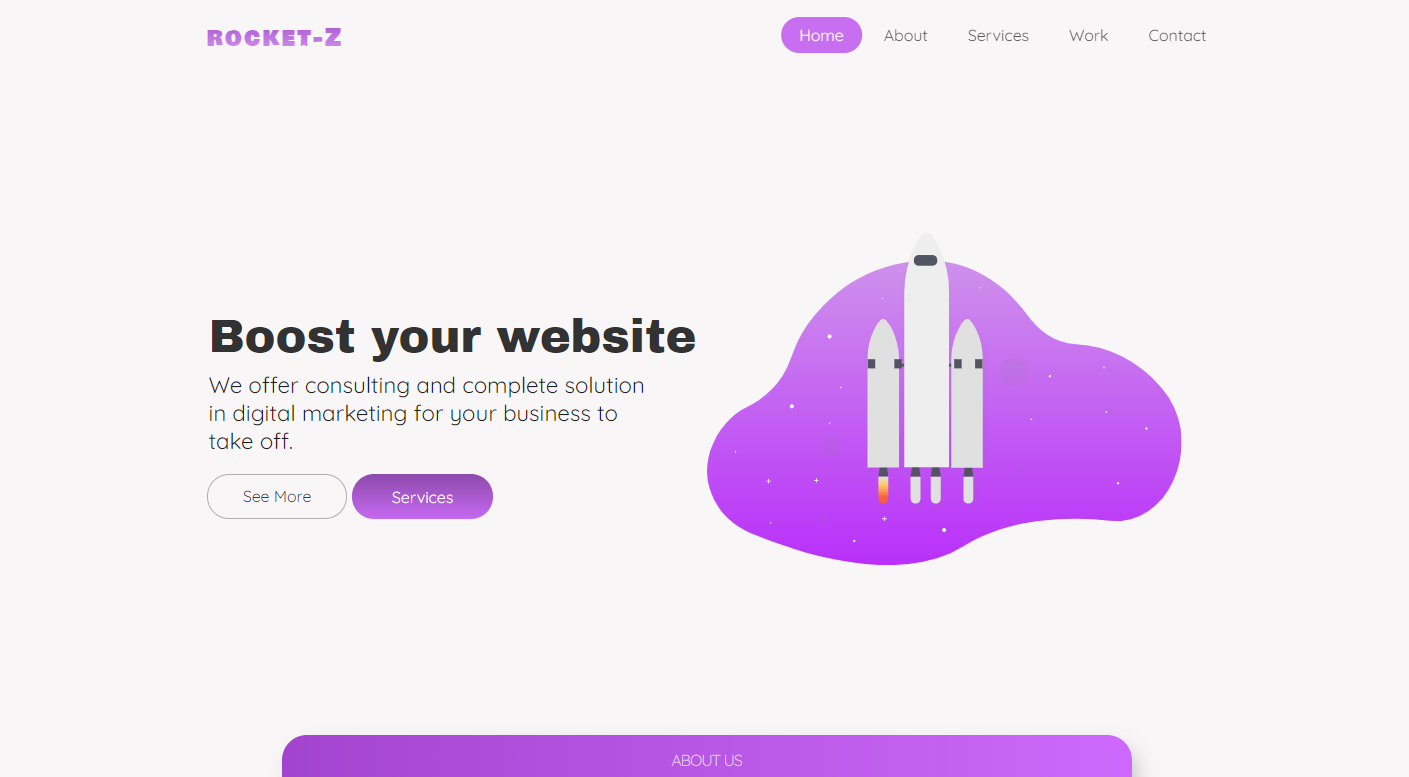 ROCKET-Z
Home
About
Services
Work
Contact
Boost your website
We offer consulting and complete solution
in digital marketing for your business to
take off.
See More
Services
ABOUT US